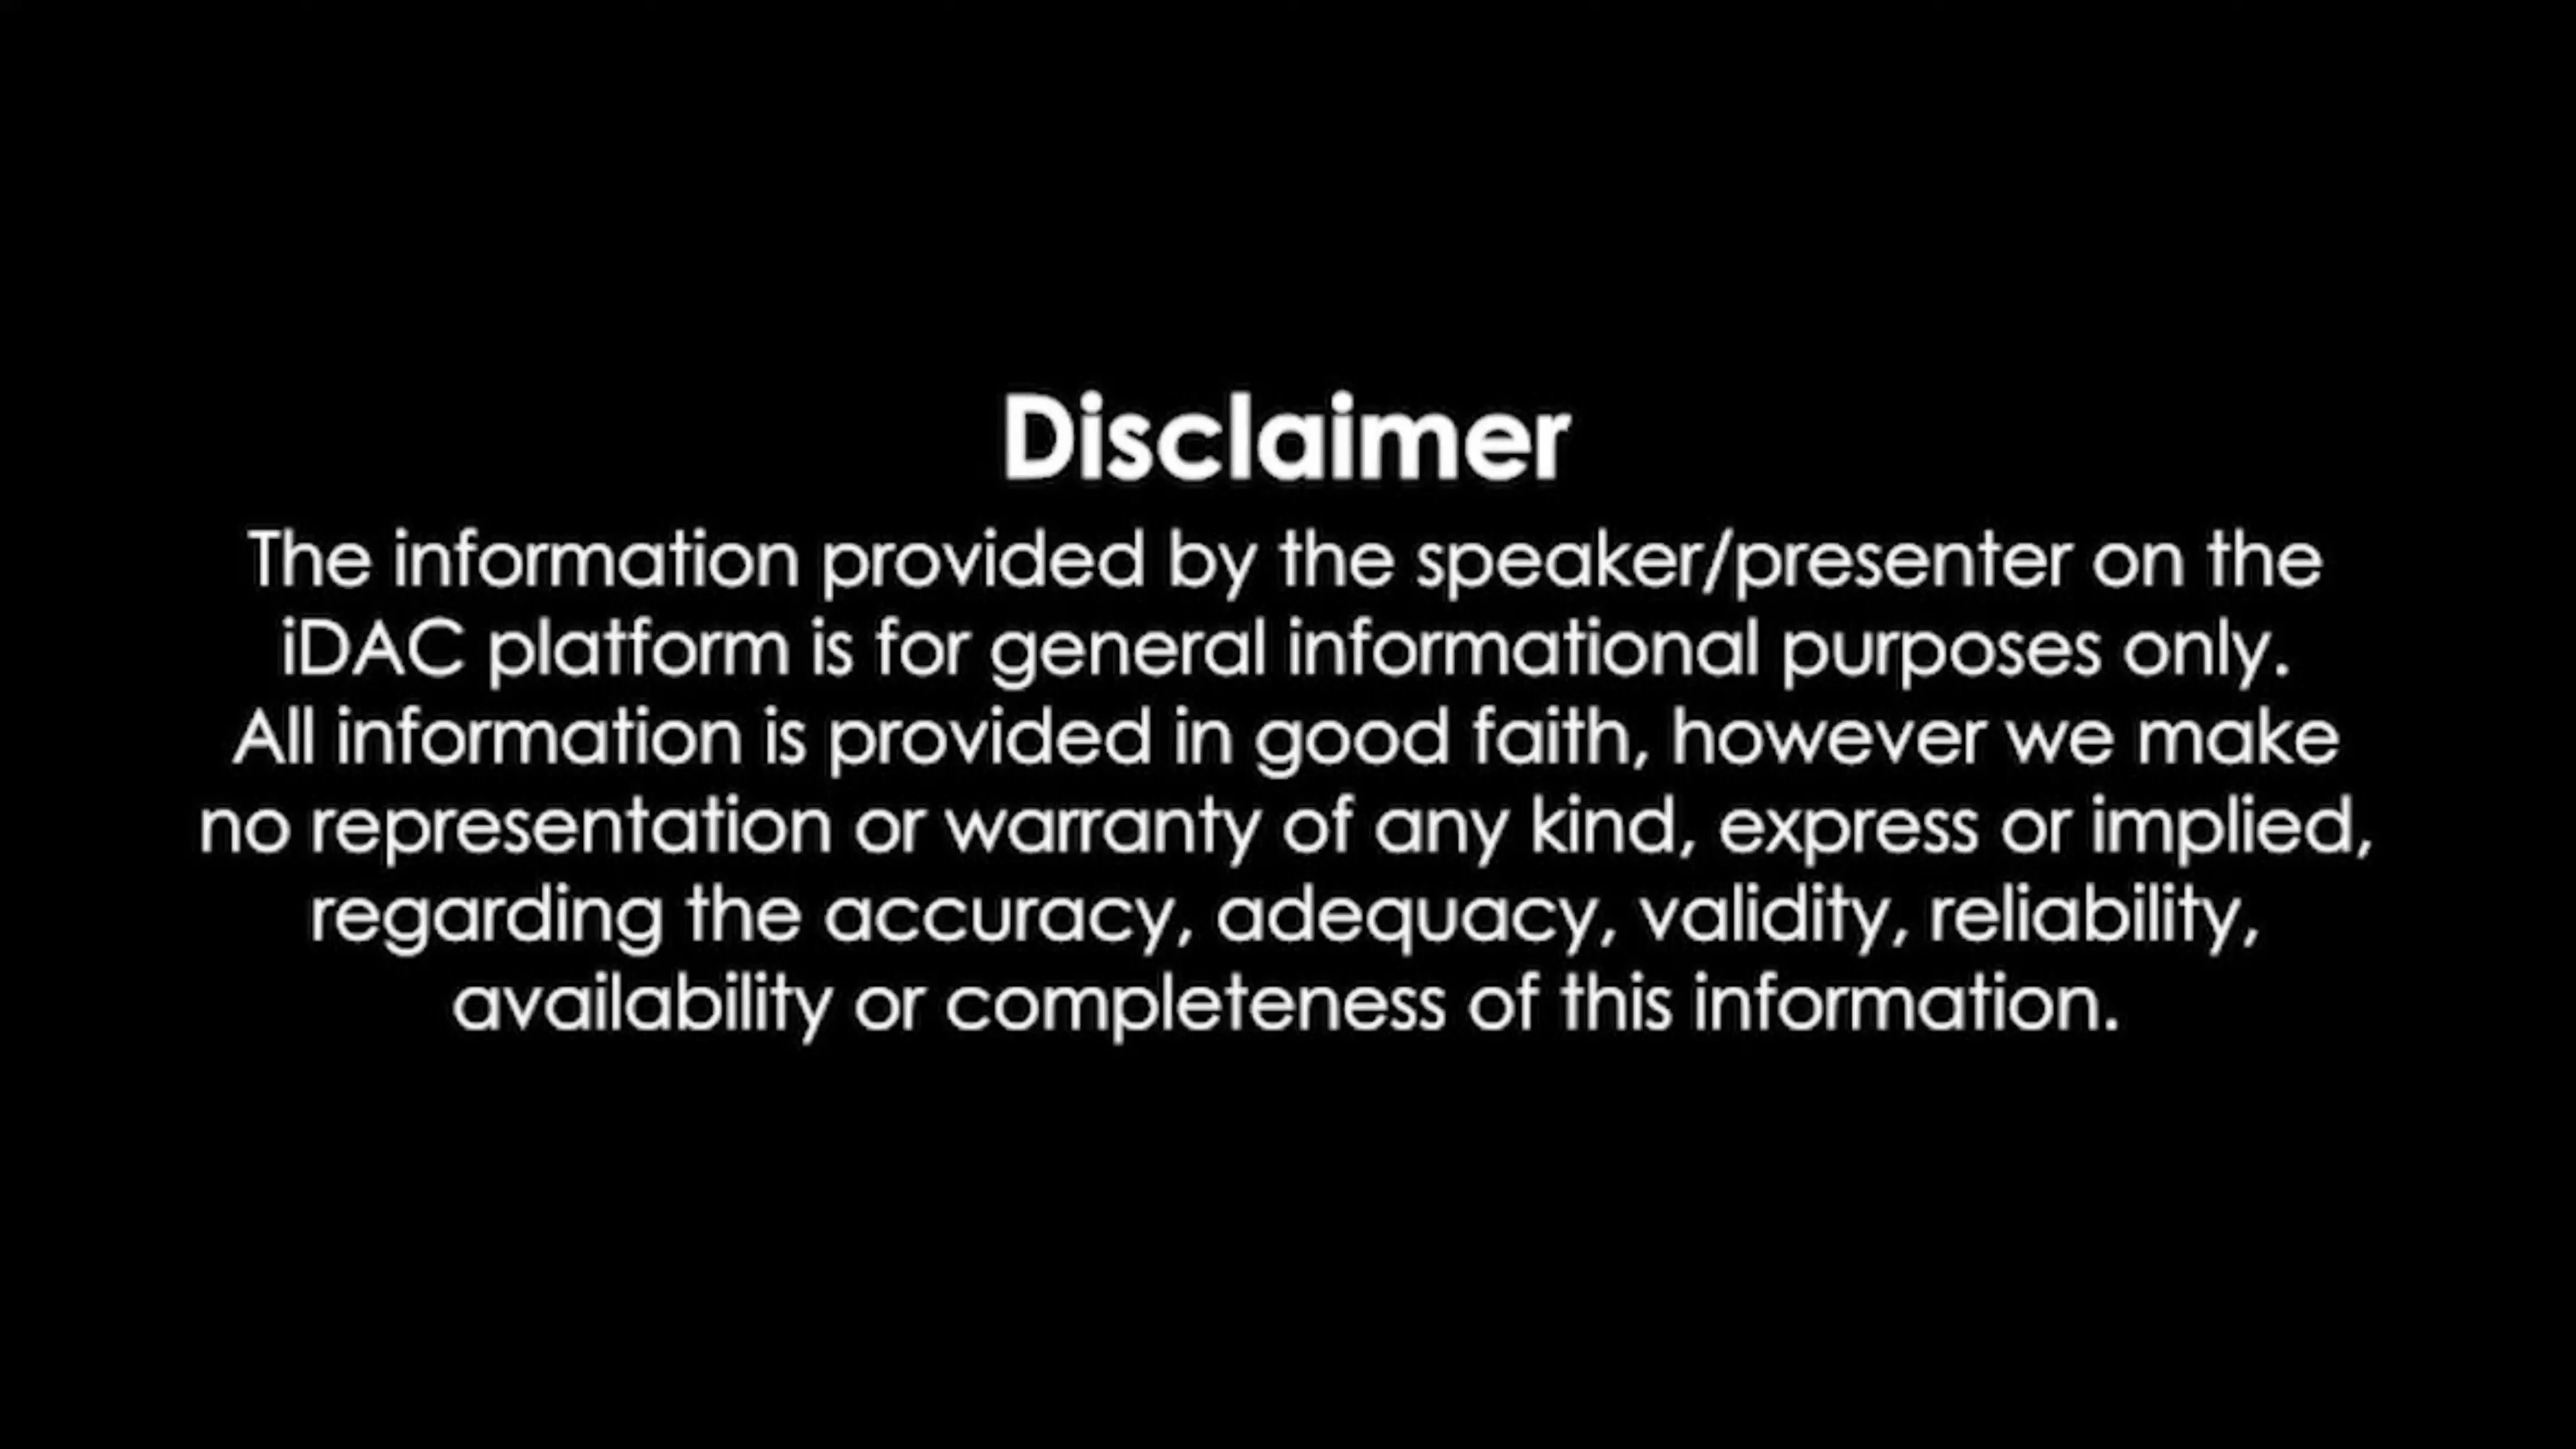 Disclaimer
The information provided by the speaker/presenter on the
iDAC platform is for general informational purposes only.
All information is provided in good faith, however we make
no representation or warranty of any kind, express or implied,
regarding the accuracy, adequacy, validity, reliability,
availability or completeness of this information.